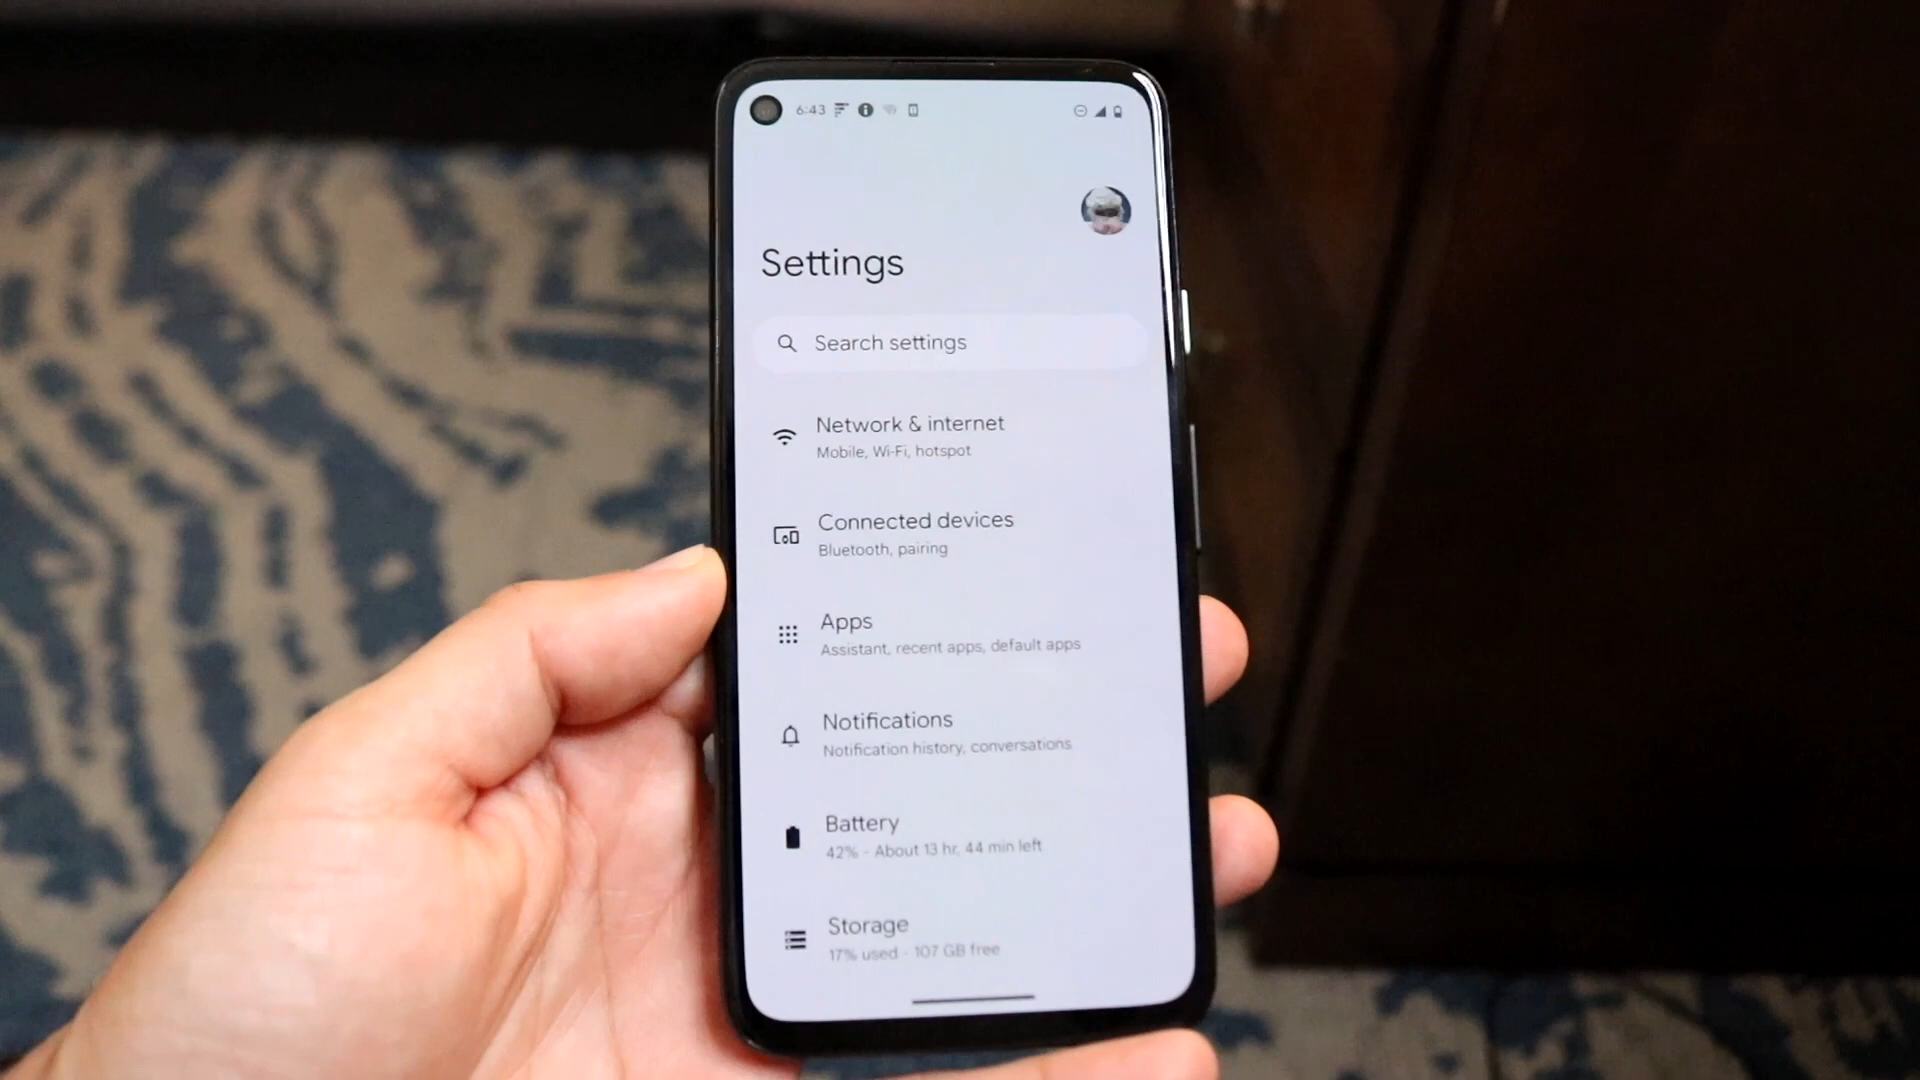 6:43
Settings
Search settings
Network & internet
Mobile, Wi-Fi, hotspot
Connected devices
Bluetooth, pairing
Apps
Assistant, recent apps, default apps
Notifications
Notification history, conversations
Battery
42% - About 13 hr, 44 min left
Storage
17% used - 107 GB free